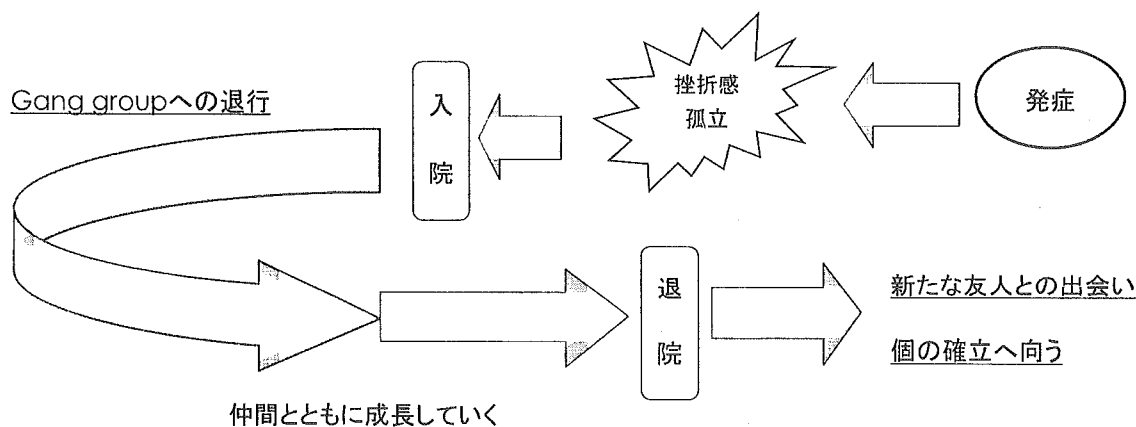 発症
挫折感
孤立
入院
Gang groupへの退行
仲間とともに成長していく
退院
新たな友人との出会い
個の確立へ向う